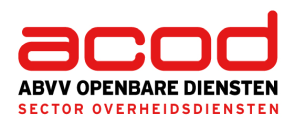 acod
ABVV OPENBARE DIENSTEN
SECTOR OVERHEIDSDIENSTEN